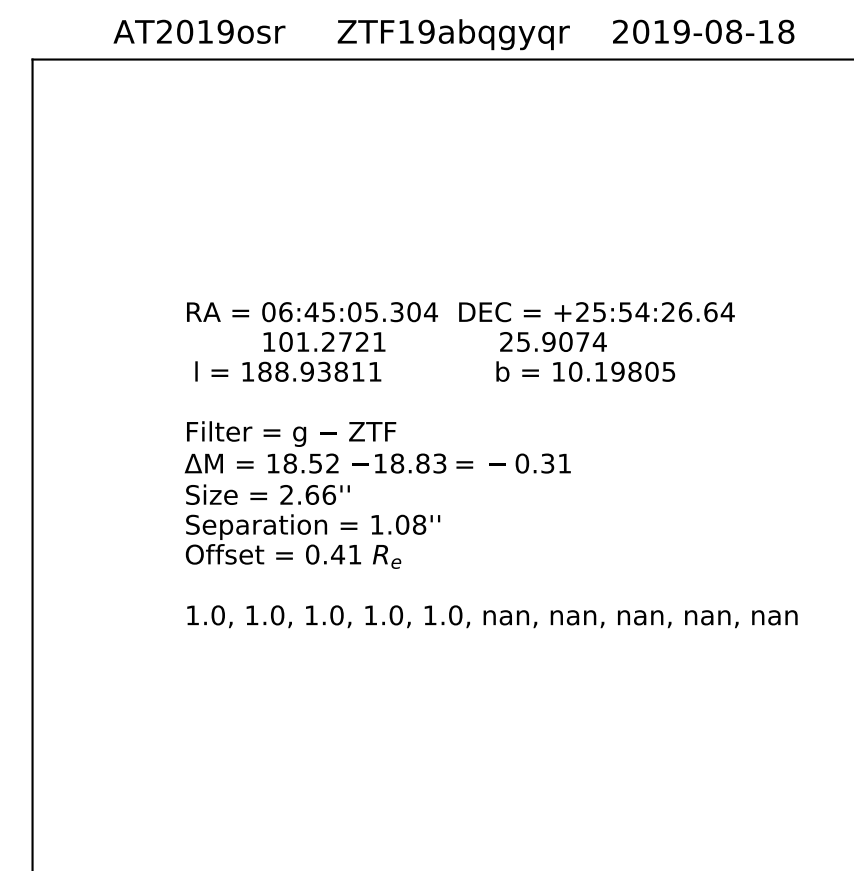 AT2019osr ZTF19abqgyqr 2019-08-18
RA = 06:45:05.304 DEC = +25:54:26.64
101.2721 25.9074
l = 188.93811 b = 10.19805
Filter = g − ZTF
ΔM = 18.52 −18.83 = − 0.31
Size = 2.66''
Separation = 1.08''
Offset = 0.41 Rₑ
1.0, 1.0, 1.0, 1.0, 1.0, nan, nan, nan, nan, nan